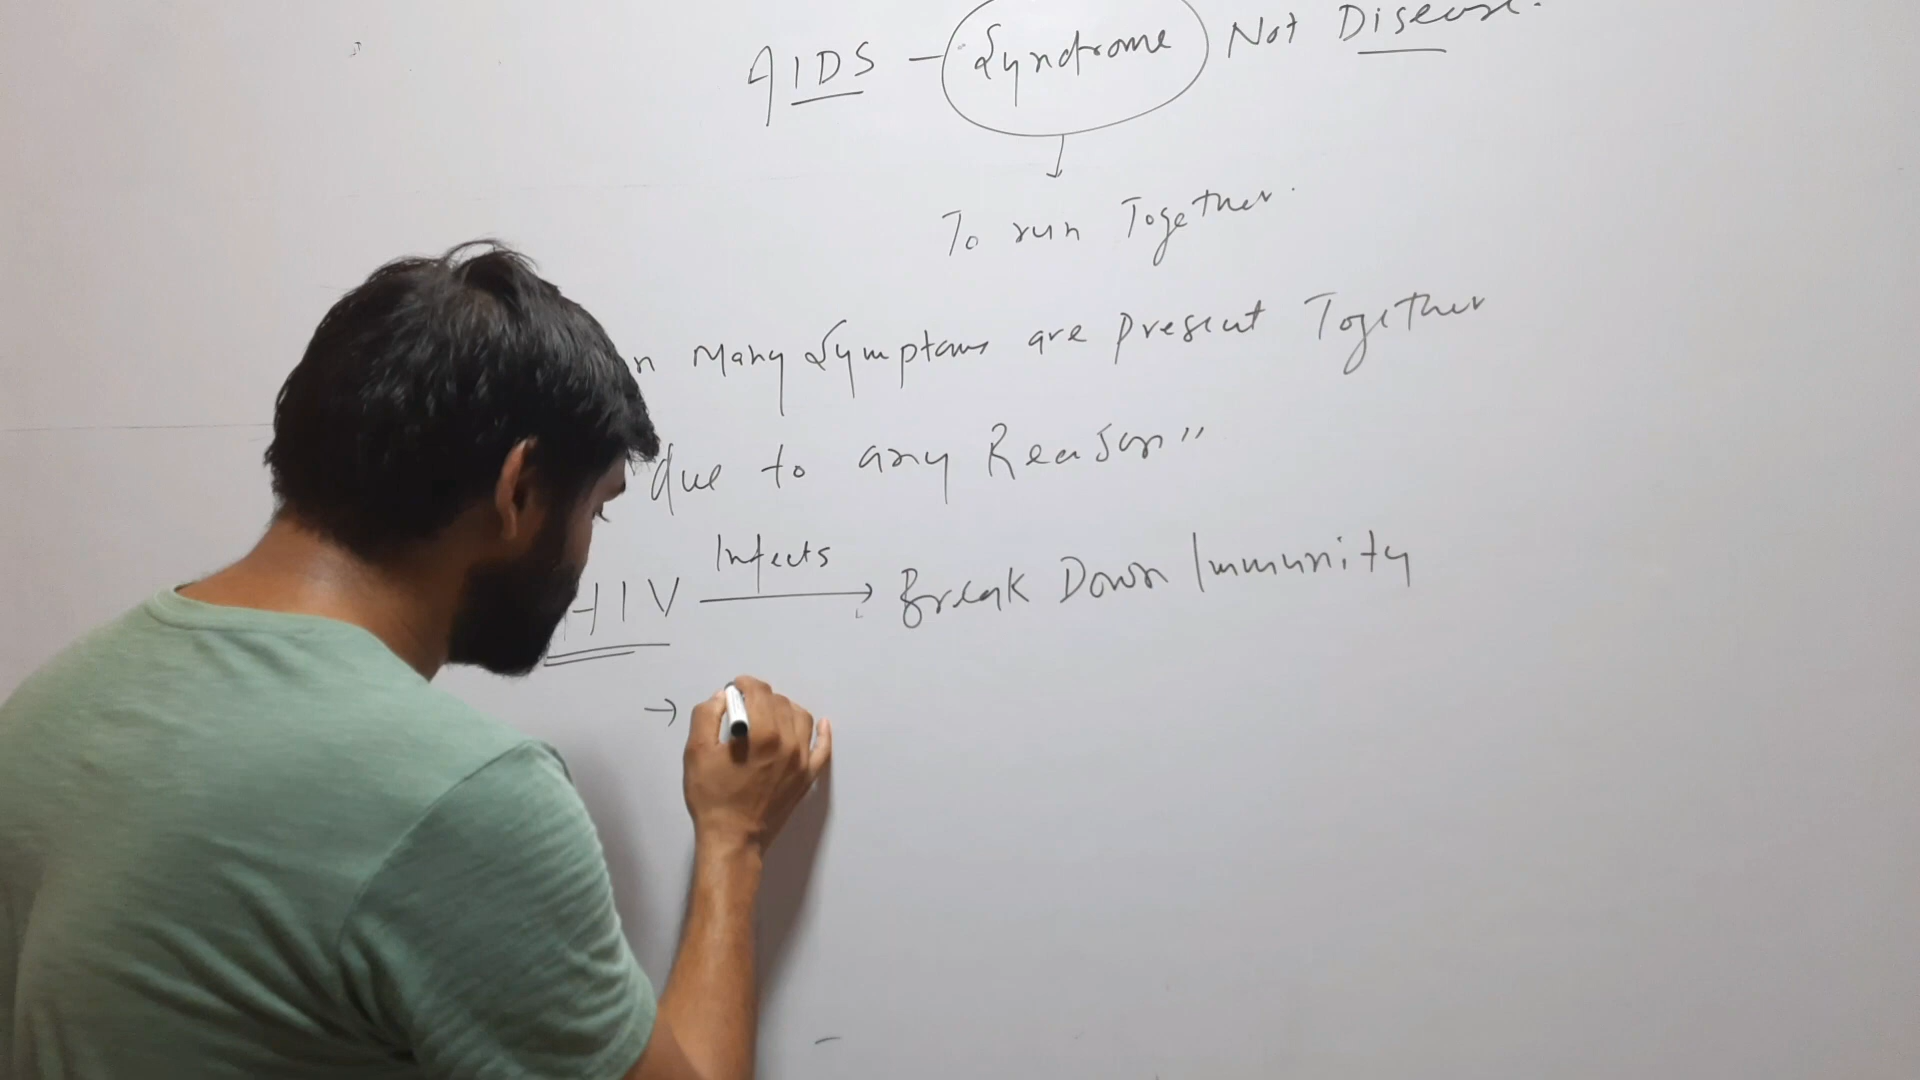 AIDS - Syndrome Not Disease.
↓
To run Together.
n Many Symptoms are present Together
due to any Reason"
HIV Infects → Break Down Immunity
→